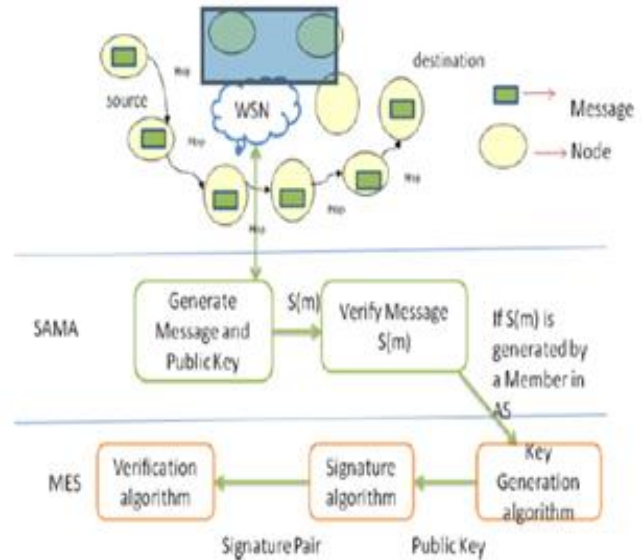 Hop
destination
source
WSN
Message
Hop
Node
Hop
Hop
Hop
SAMA
Generate
Message and
Public Key
S(m)
Verify Message
S(m)
If S(m) is
generated by
a Member in
AS
MES
Verification
algorithm
Signature
algorithm
Key
Generation
algorithm
Signature Pair
Public Key